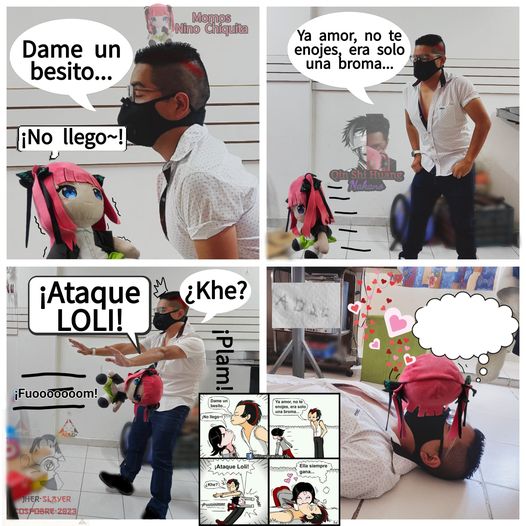 Momos
Nino Chiquita
Dame un
besito...
¡No llego~!
Ya amor, no te
enojes, era solo
una broma...
Qin Shi Huang
Nakano
¡Ataque
LOLI!
¿Khe?
¡Fuooooooom!
¡Plam!
JHER SLAYER
COSPOBRE 2023
Dame un
besito...
¡No llego~!
Ya amor, no te
enojes, era solo
una broma...
¡Ataque Loli!
¿Khe?
Ella siempre
gana...